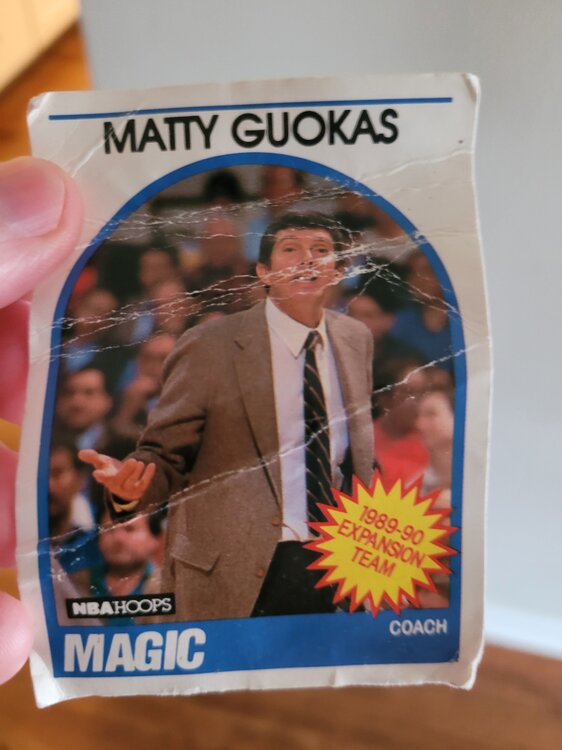 MATTY GUOKAS
1989-90
EXPANSION
TEAM
NBA HOOPS
COACH
MAGIC